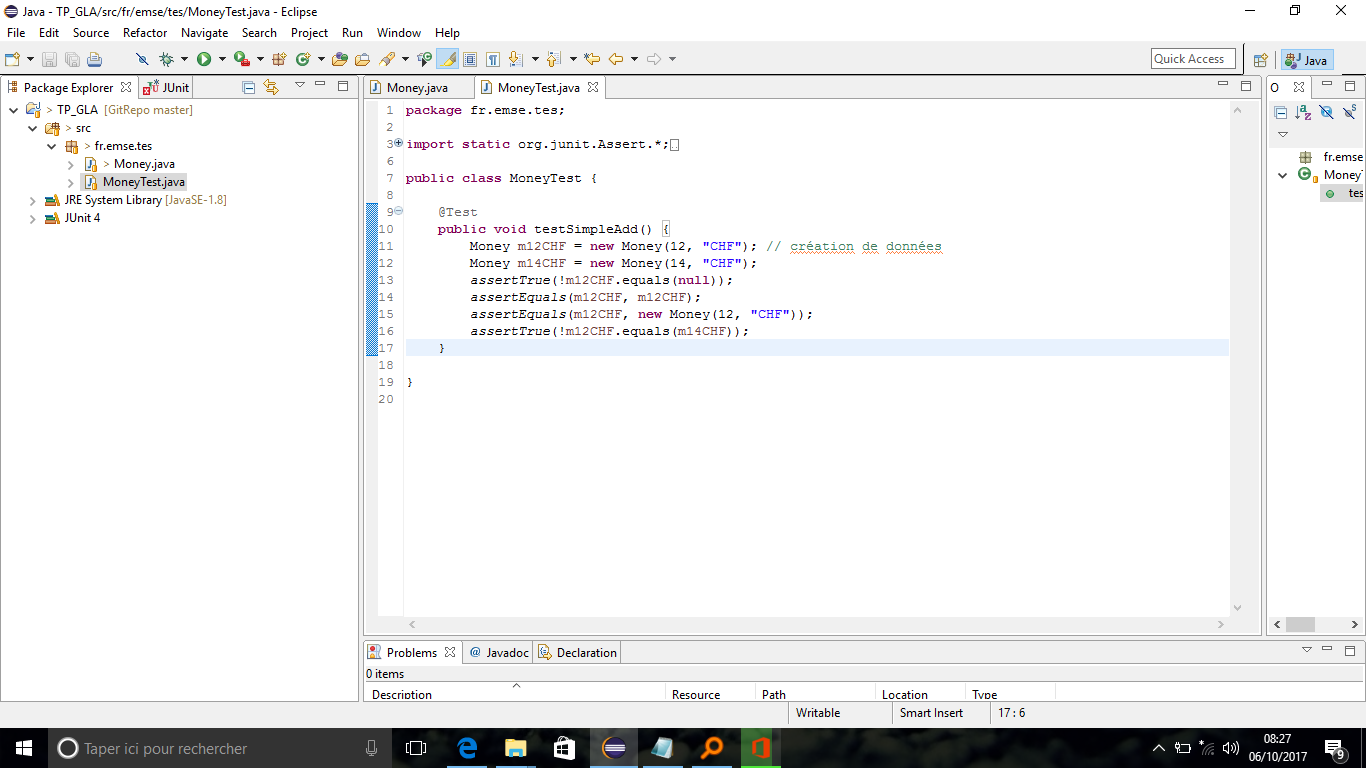 Java - TP_GLA/src/fr/emse/tes/MoneyTest.java - Eclipse
File Edit Source Refactor Navigate Search Project Run Window Help
Quick Access
Java
Package Explorer
JUnit
> TP_GLA [GitRepo master]
> src
> fr.emse.tes
> Money.java
MoneyTest.java
JRE System Library [JavaSE-1.8]
JUnit 4
Money.java
MoneyTest.java
1 package fr.emse.tes;
2
3 import static org.junit.Assert.*;
6
7 public class MoneyTest {
8
9 @Test
10 public void testSimpleAdd() {
11 Money m12CHF = new Money(12, "CHF"); // création de données
12 Money m14CHF = new Money(14, "CHF");
13 assertTrue(!m12CHF.equals(null));
14 assertEquals(m12CHF, m12CHF);
15 assertEquals(m12CHF, new Money(12, "CHF"));
16 assertTrue(!m12CHF.equals(m14CHF));
17 }
18
19 }
20
O
fr.emse
Money
tes
Problems
@ Javadoc
Declaration
0 items
Description Resource Path Location Type
Writable Smart Insert 17 : 6
Taper ici pour rechercher
08:27
06/10/2017
9